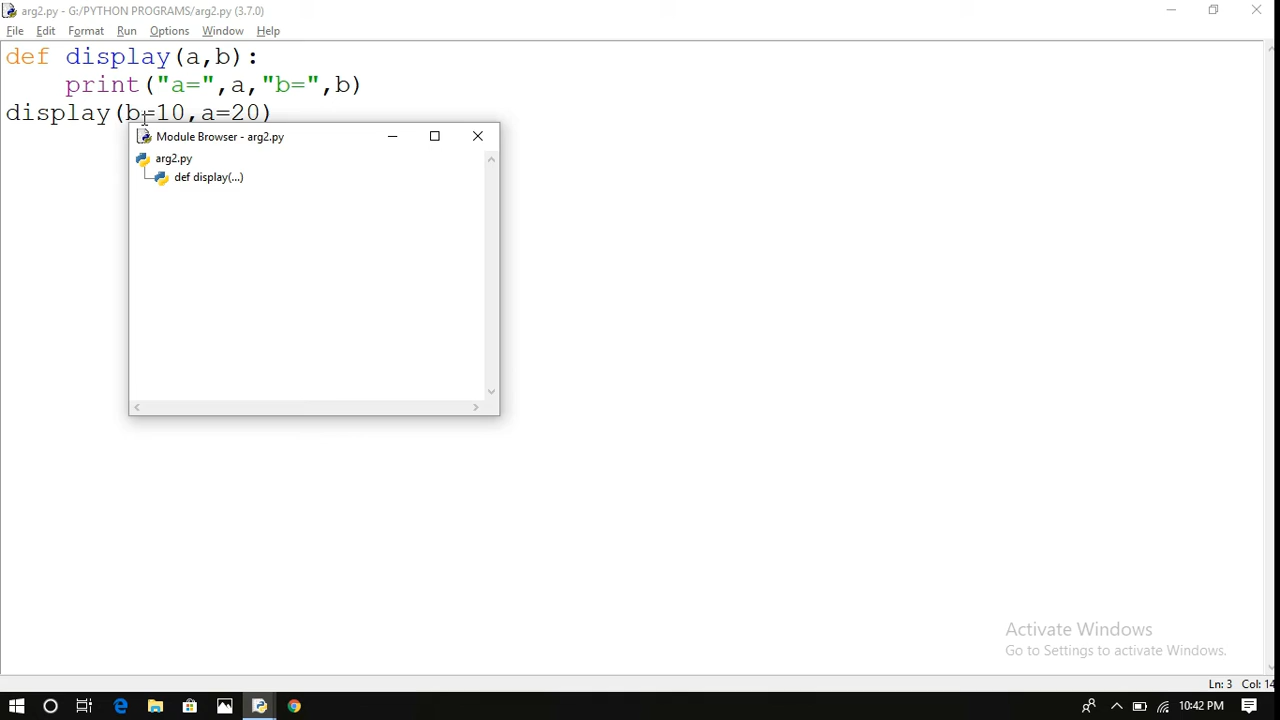 arg2.py - G:/PYTHON PROGRAMS/arg2.py (3.7.0)
File Edit Format Run Options Window Help
def display(a,b):
    print("a=",a,"b=",b)
display(b=10,a=20)
Module Browser - arg2.py
arg2.py
def display(...)
Activate Windows
Go to Settings to activate Windows.
Ln: 3 Col: 14
10:42 PM